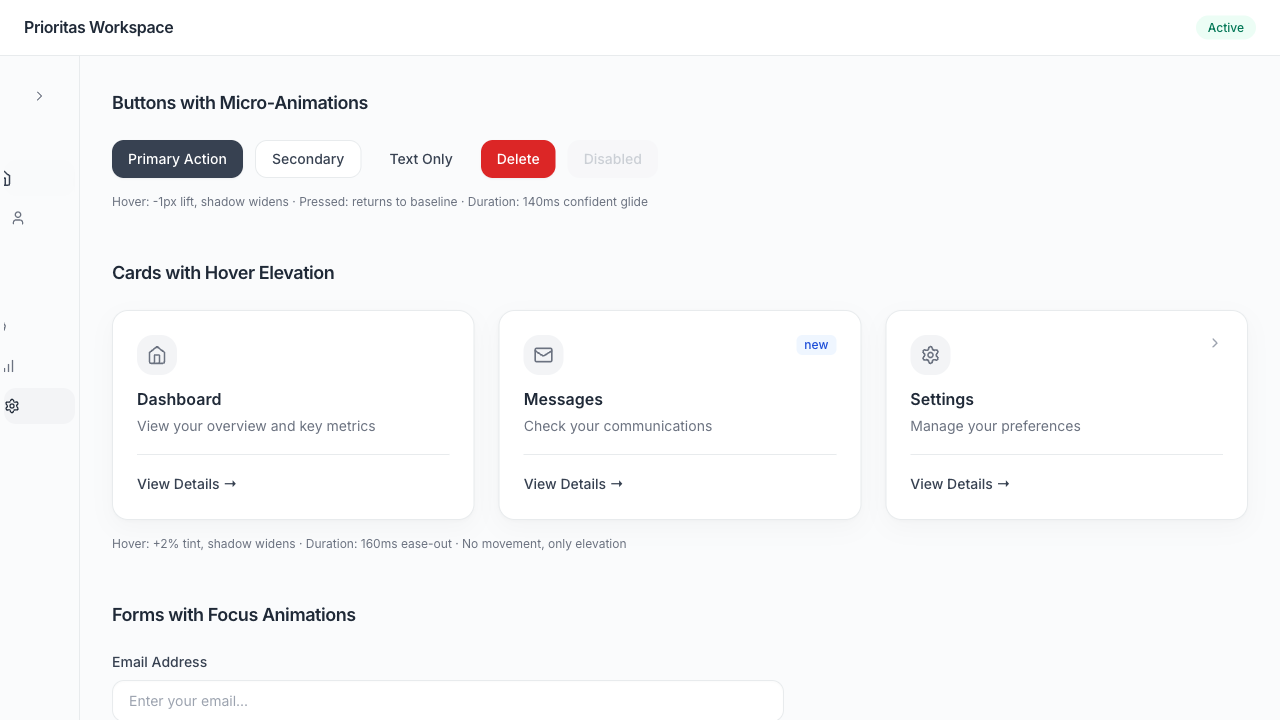 Prioritas Workspace
Active
Buttons with Micro-Animations
Primary Action
Secondary
Text Only
Delete
Disabled
Hover: -1px lift, shadow widens · Pressed: returns to baseline · Duration: 140ms confident glide
Cards with Hover Elevation
new
Dashboard
View your overview and key metrics
View Details →
Messages
Check your communications
View Details →
Settings
Manage your preferences
View Details →
Hover: +2% tint, shadow widens · Duration: 160ms ease-out · No movement, only elevation
Forms with Focus Animations
Email Address
Enter your email...